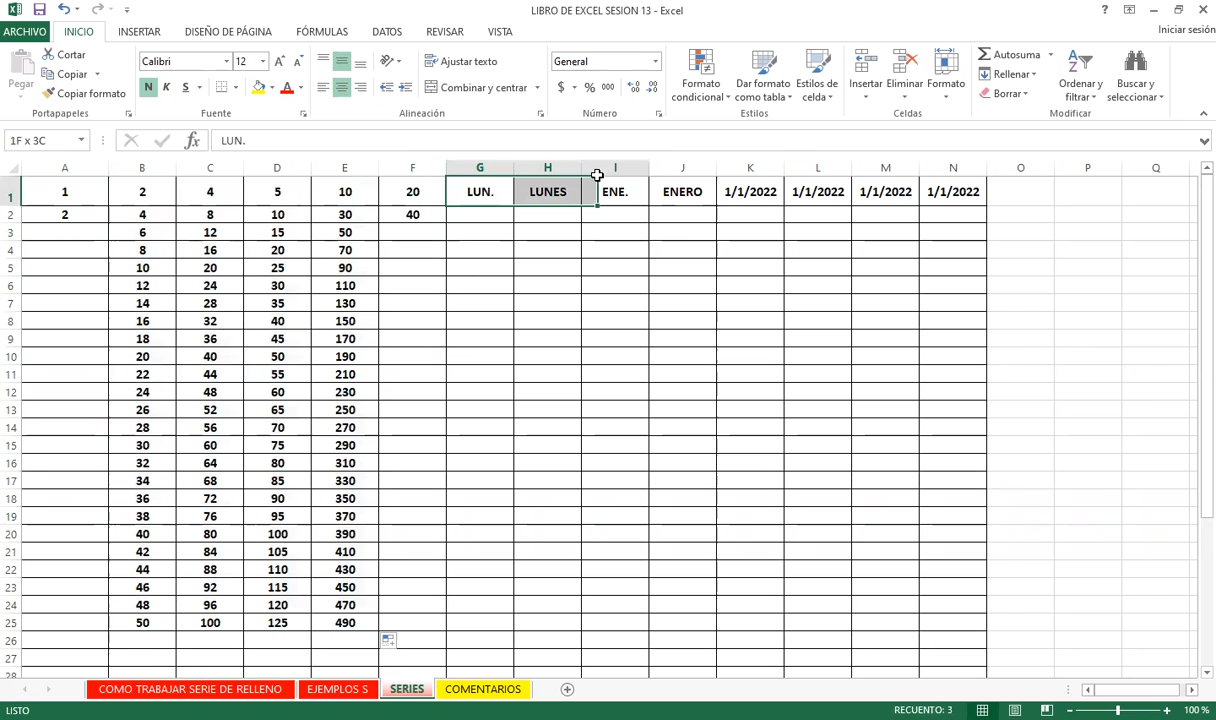 LIBRO DE EXCEL SESION 13 - Excel
ARCHIVO INICIO INSERTAR DISEÑO DE PÁGINA FÓRMULAS DATOS REVISAR VISTA Iniciar sesión
Pegar Cortar Copiar Copiar formato
Calibri 12 N K S
Ajustar texto Combinar y centrar
General $ % 000
Formato condicional Dar formato como tabla Estilos de celda
Insertar Eliminar Formato
Autosuma Rellenar Borrar
Ordenar y filtrar Buscar y seleccionar
Portapapeles Fuente Alineación Número Estilos Celdas Modificar
1F x 3C fx LUN.
A B C D E F G H I J K L M N O P Q
1 1 2 4 5 10 20 LUN. LUNES ENE. ENERO 1/1/2022 1/1/2022 1/1/2022 1/1/2022
2 2 4 8 10 30 40
3 6 12 15 50
4 8 16 20 70
5 10 20 25 90
6 12 24 30 110
7 14 28 35 130
8 16 32 40 150
9 18 36 45 170
10 20 40 50 190
11 22 44 55 210
12 24 48 60 230
13 26 52 65 250
14 28 56 70 270
15 30 60 75 290
16 32 64 80 310
17 34 68 85 330
18 36 72 90 350
19 38 76 95 370
20 40 80 100 390
21 42 84 105 410
22 44 88 110 430
23 46 92 115 450
24 48 96 120 470
25 50 100 125 490
26
27
28
COMO TRABAJAR SERIE DE RELLENO EJEMPLOS S SERIES COMENTARIOS
LISTO RECUENTO: 3 100 %